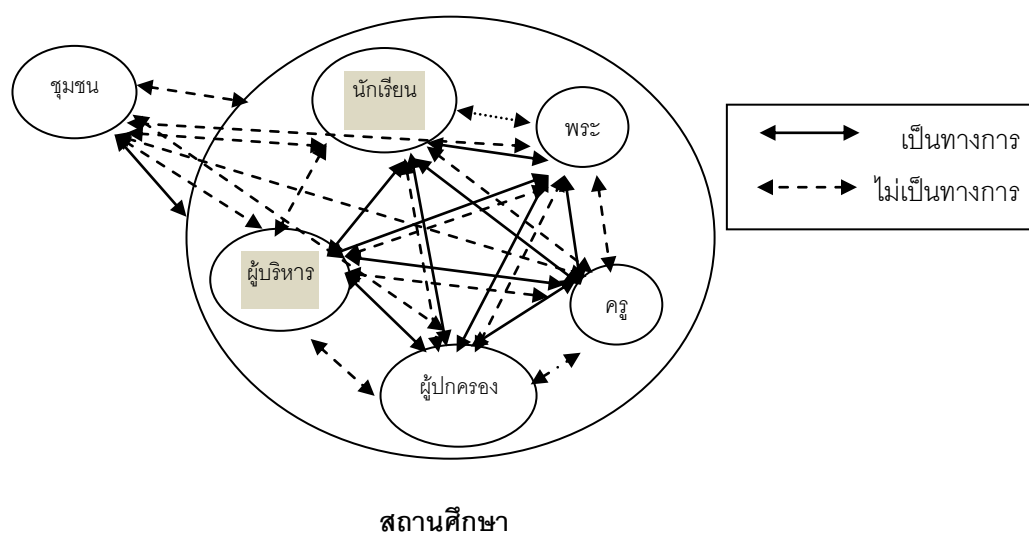 ชุมชน
นักเรียน
พระ
เป็นทางการ
ไม่เป็นทางการ
ผู้บริหาร
ครู
ผู้ปกครอง
สถานศึกษา